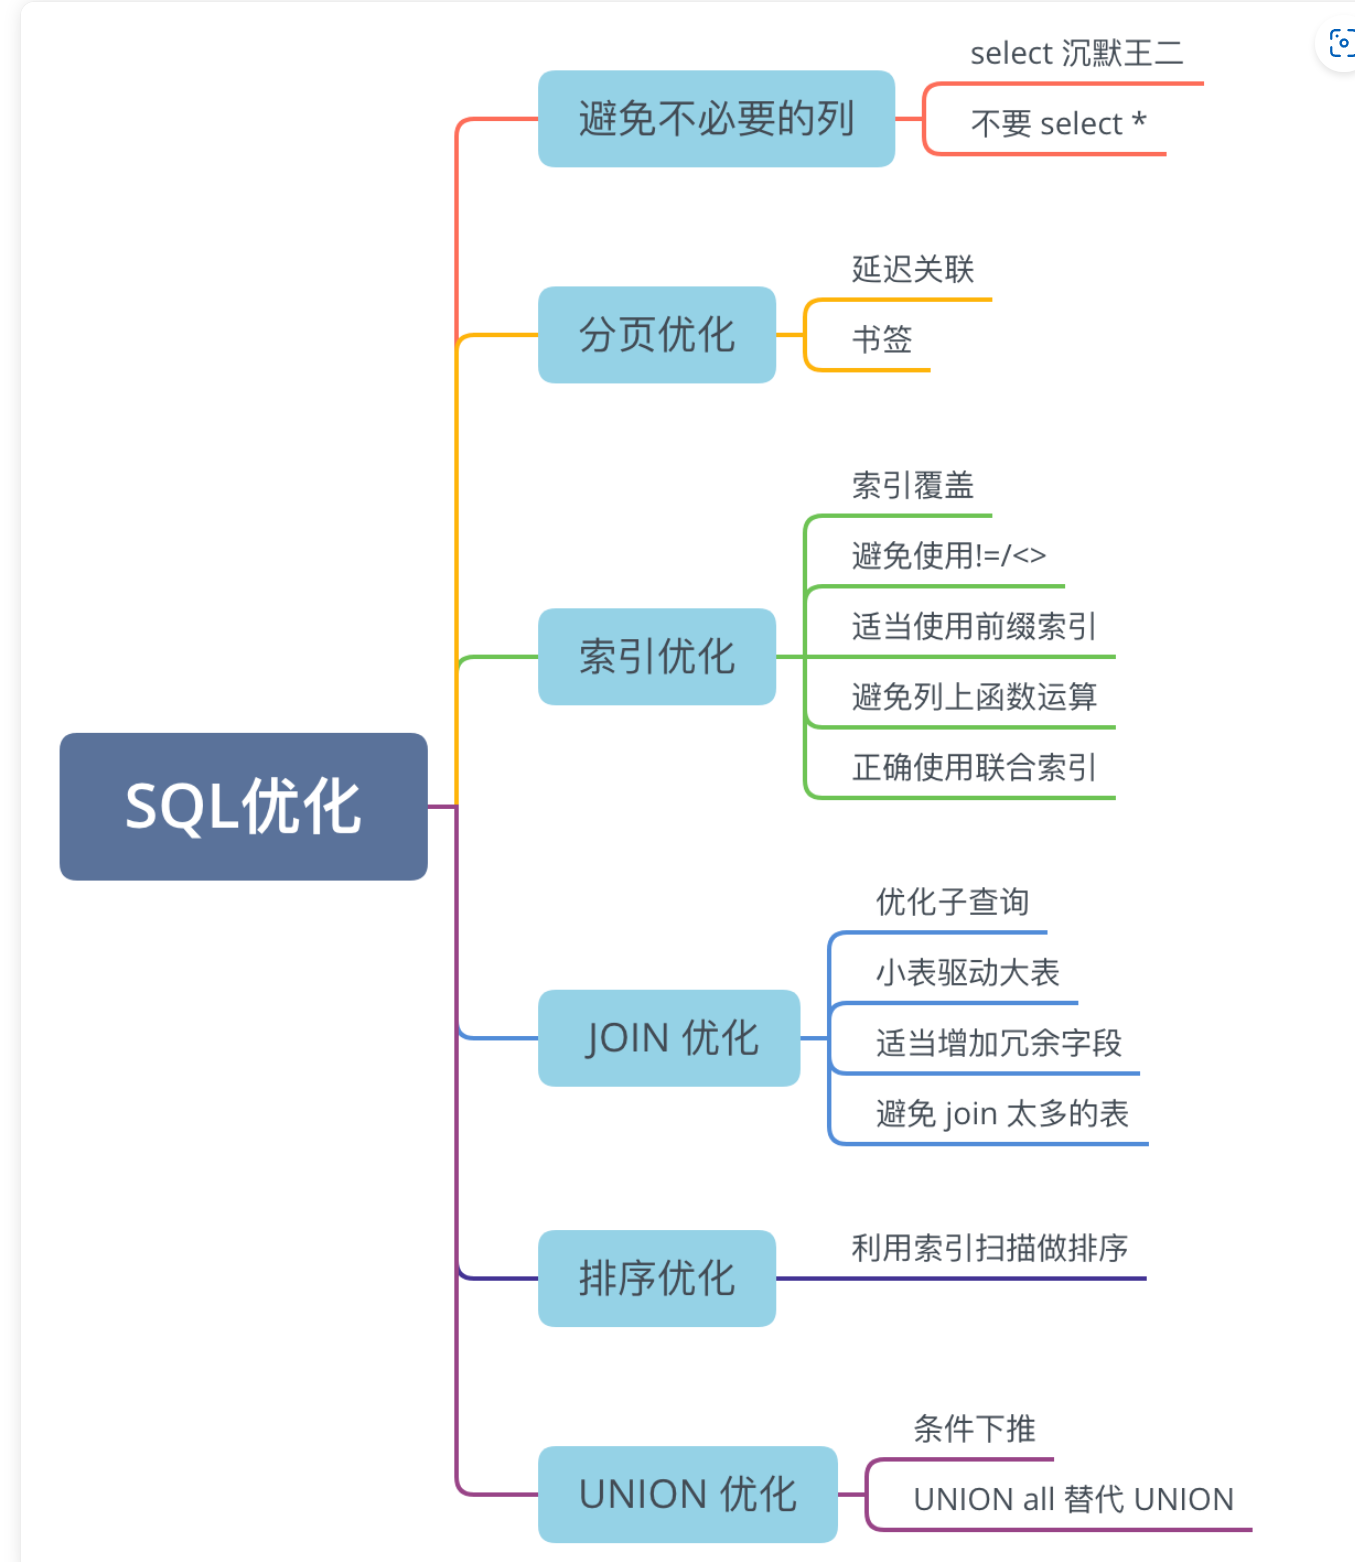 SQL优化
避免不必要的列
select 沉默王二
不要 select *
分页优化
延迟关联
书签
索引优化
索引覆盖
避免使用!=/<>
适当使用前缀索引
避免列上函数运算
正确使用联合索引
JOIN 优化
优化子查询
小表驱动大表
适当增加冗余字段
避免 join 太多的表
排序优化
利用索引扫描做排序
UNION 优化
条件下推
UNION all 替代 UNION